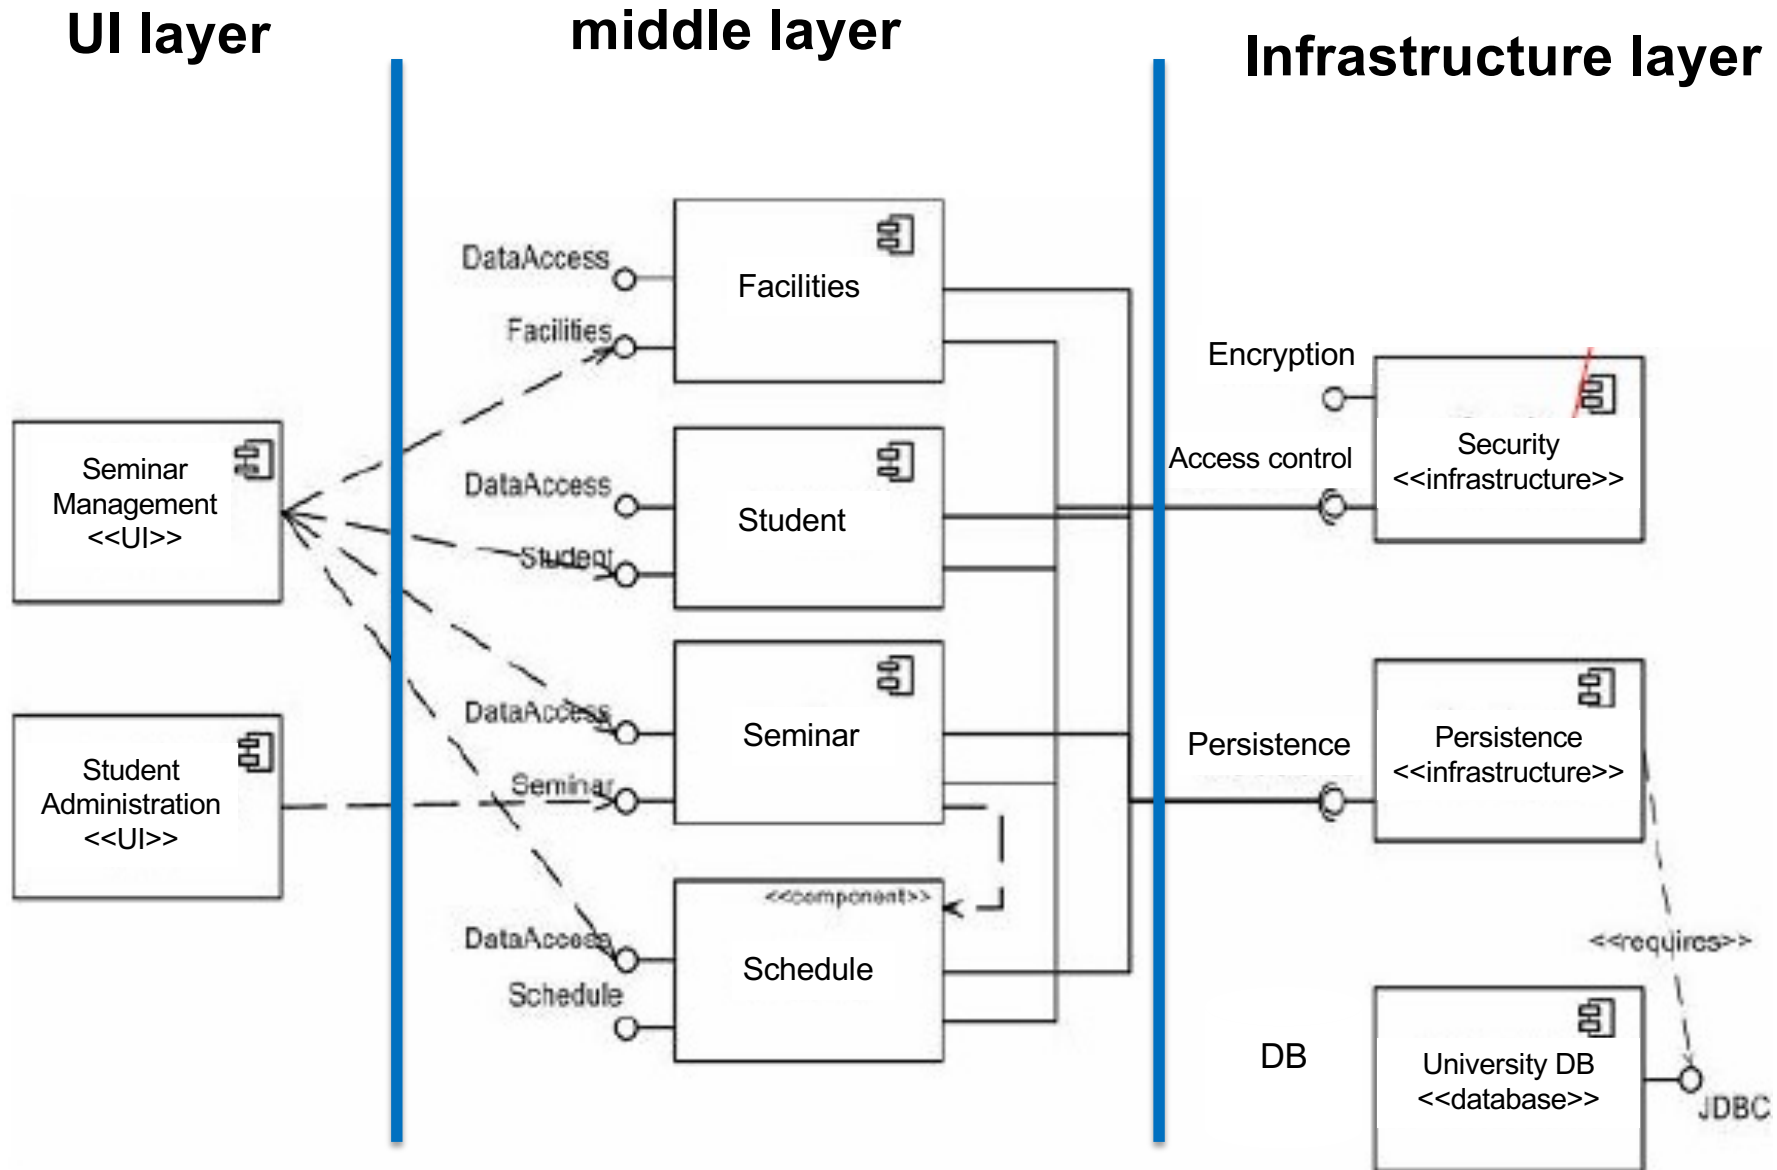 UI layer
middle layer
Infrastructure layer
Seminar
Management
<<UI>>
Student
Administration
<<UI>>
DataAccess
Facilities
Facilities
DataAccess
Student
Student
DataAccess
Seminar
Seminar
<<component>>
DataAccess
Schedule
Schedule
Encryption
Access control
Security
<<infrastructure>>
Persistence
Persistence
<<infrastructure>>
<<requires>>
DB
University DB
<<database>>
JDBC